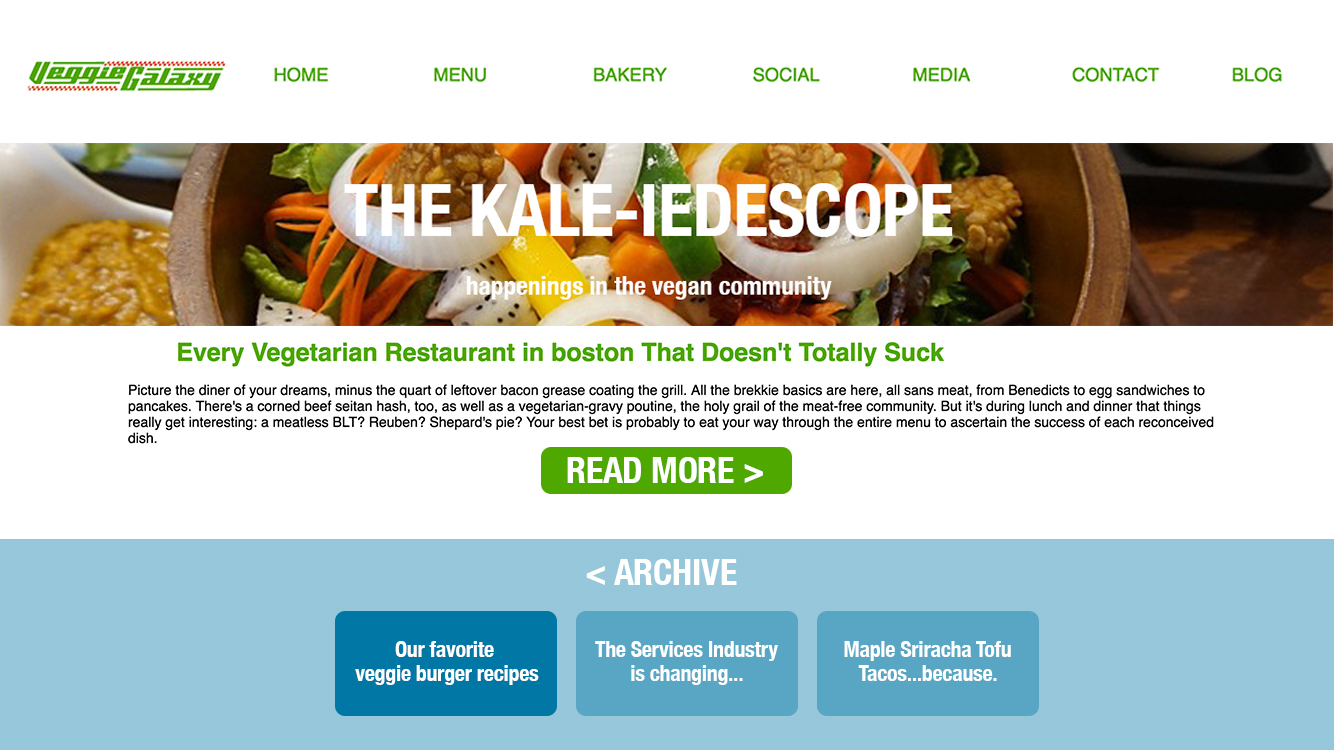 Veggie Galaxy
HOME MENU BAKERY SOCIAL MEDIA CONTACT BLOG
THE KALE-IEDESCOPE
happenings in the vegan community
Every Vegetarian Restaurant in boston That Doesn't Totally Suck
Picture the diner of your dreams, minus the quart of leftover bacon grease coating the grill. All the brekkie basics are here, all sans meat, from Benedicts to egg sandwiches to
pancakes. There's a corned beef seitan hash, too, as well as a vegetarian-gravy poutine, the holy grail of the meat-free community. But it's during lunch and dinner that things
really get interesting: a meatless BLT? Reuben? Shepard's pie? Your best bet is probably to eat your way through the entire menu to ascertain the success of each reconceived
dish.
READ MORE >
< ARCHIVE
Our favorite
veggie burger recipes
The Services Industry
is changing...
Maple Sriracha Tofu
Tacos...because.